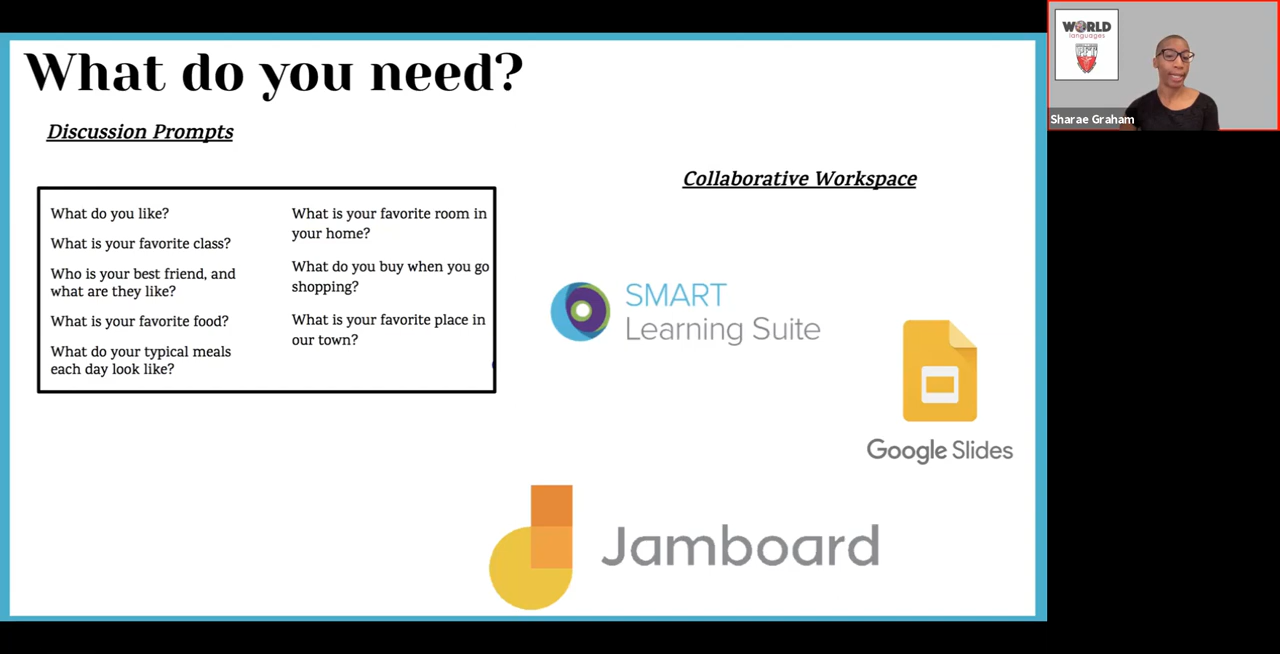 What do you need?
Discussion Prompts
What do you like?
What is your favorite class?
Who is your best friend, and
what are they like?
What is your favorite food?
What do your typical meals
each day look like?
What is your favorite room in
your home?
What do you buy when you go
shopping?
What is your favorite place in
our town?
Collaborative Workspace
SMART
Learning Suite
Google Slides
Jamboard
WORLD
languages
Sharae Graham